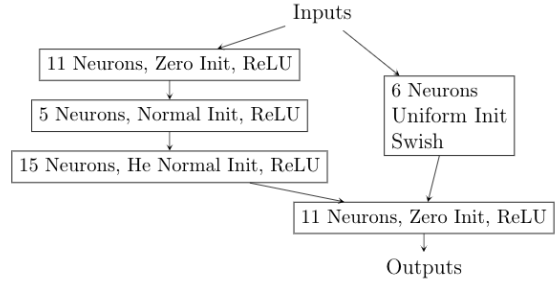 Inputs
11 Neurons, Zero Init, ReLU
5 Neurons, Normal Init, ReLU
15 Neurons, He Normal Init, ReLU
6 Neurons
Uniform Init
Swish
11 Neurons, Zero Init, ReLU
Outputs